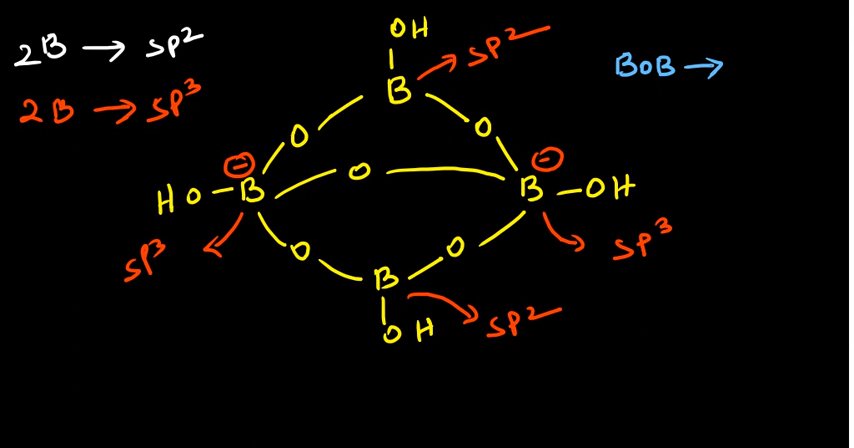 2B → sp²
2B → sp³
BOB →
OH
B → sp²
O O
O
⊖ ⊖
HO–B B–OH
sp³ sp³
O O
B
sp²
OH